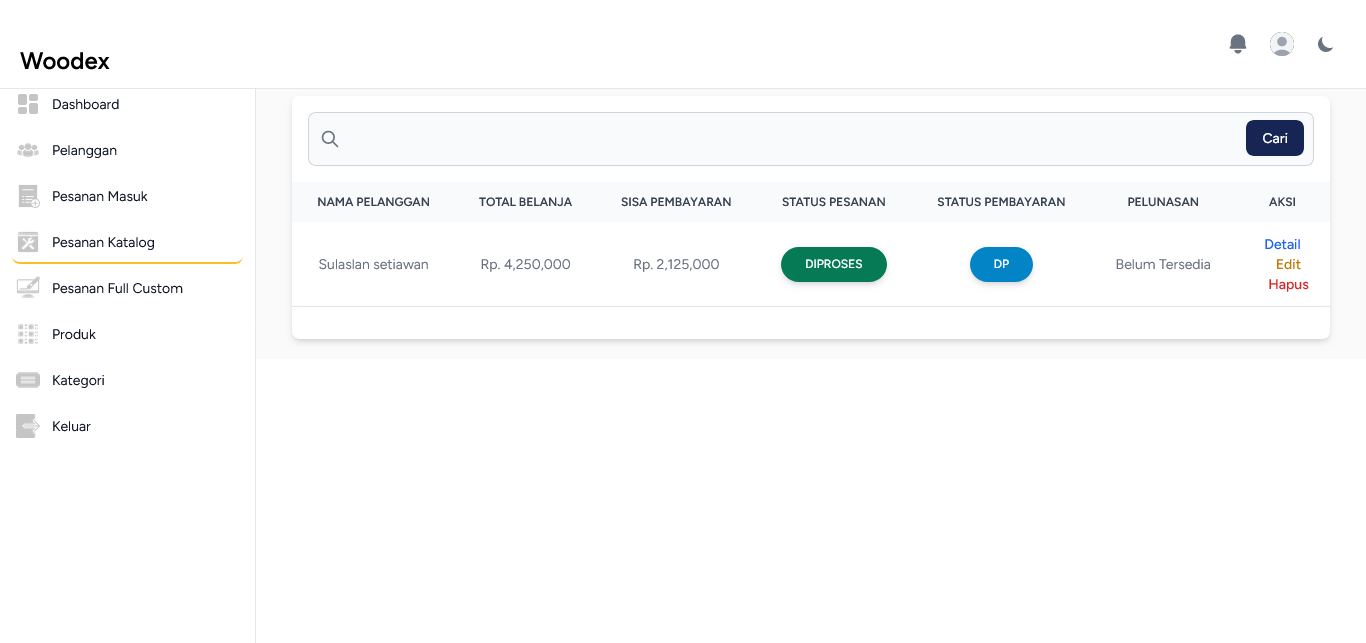 Woodex
Dashboard
Pelanggan
Pesanan Masuk
Pesanan Katalog
Pesanan Full Custom
Produk
Kategori
Keluar
Cari
NAMA PELANGGAN TOTAL BELANJA SISA PEMBAYARAN STATUS PESANAN STATUS PEMBAYARAN PELUNASAN AKSI
Sulaslan setiawan Rp. 4,250,000 Rp. 2,125,000 DIPROSES DP Belum Tersedia Detail
Edit
Hapus